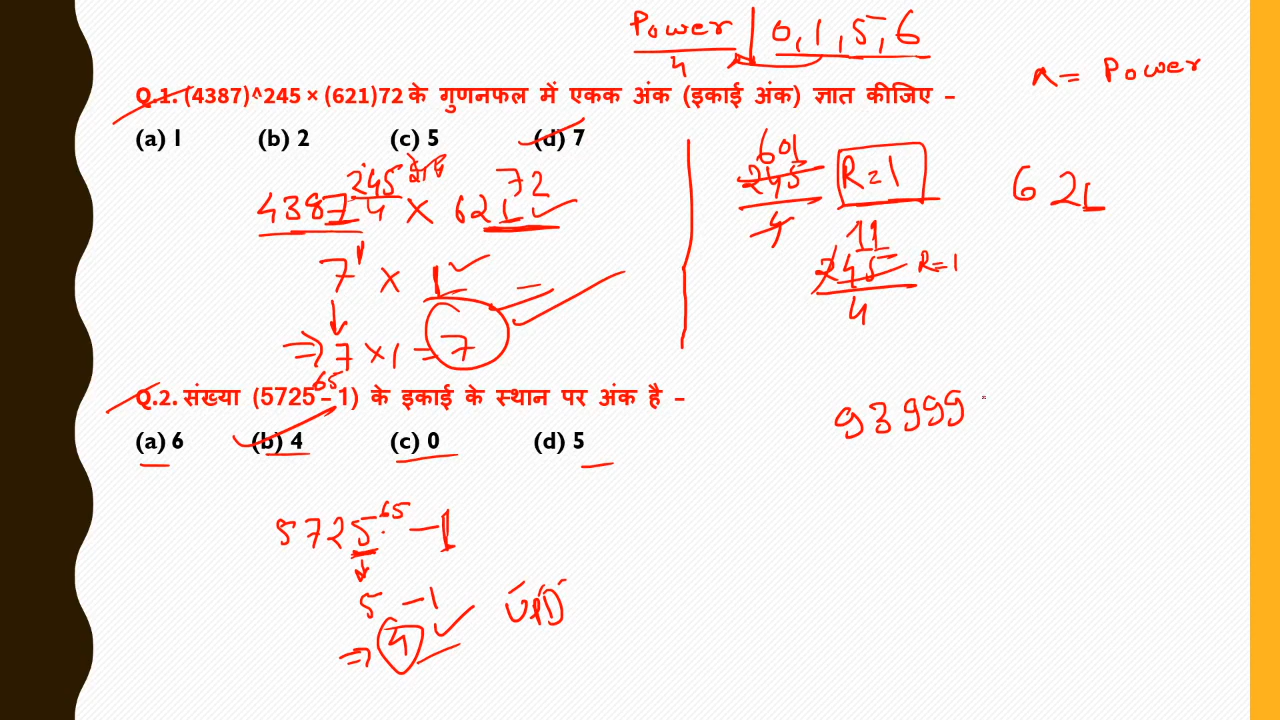 Power | 0, 1, 5, 6
4
n = Power
Q.1. (4387)^245 × (621)72 के गुणनफल में एकक अंक (इकाई अंक) ज्ञात कीजिए –
(a) 1 (b) 2 (c) 5 (d) 7
4387 245/4 × 621 72
7 1 × 1 =
⇒ 7 × 1 = 7
601
245
4
R = 1
621
11
245 R = 1
4
Q.2. संख्या (5725 65 – 1) के इकाई के स्थान पर अंक है –
(a) 6 (b) 4 (c) 0 (d) 5
93999
5725 65 – 1
5 – 1
⇒ 4